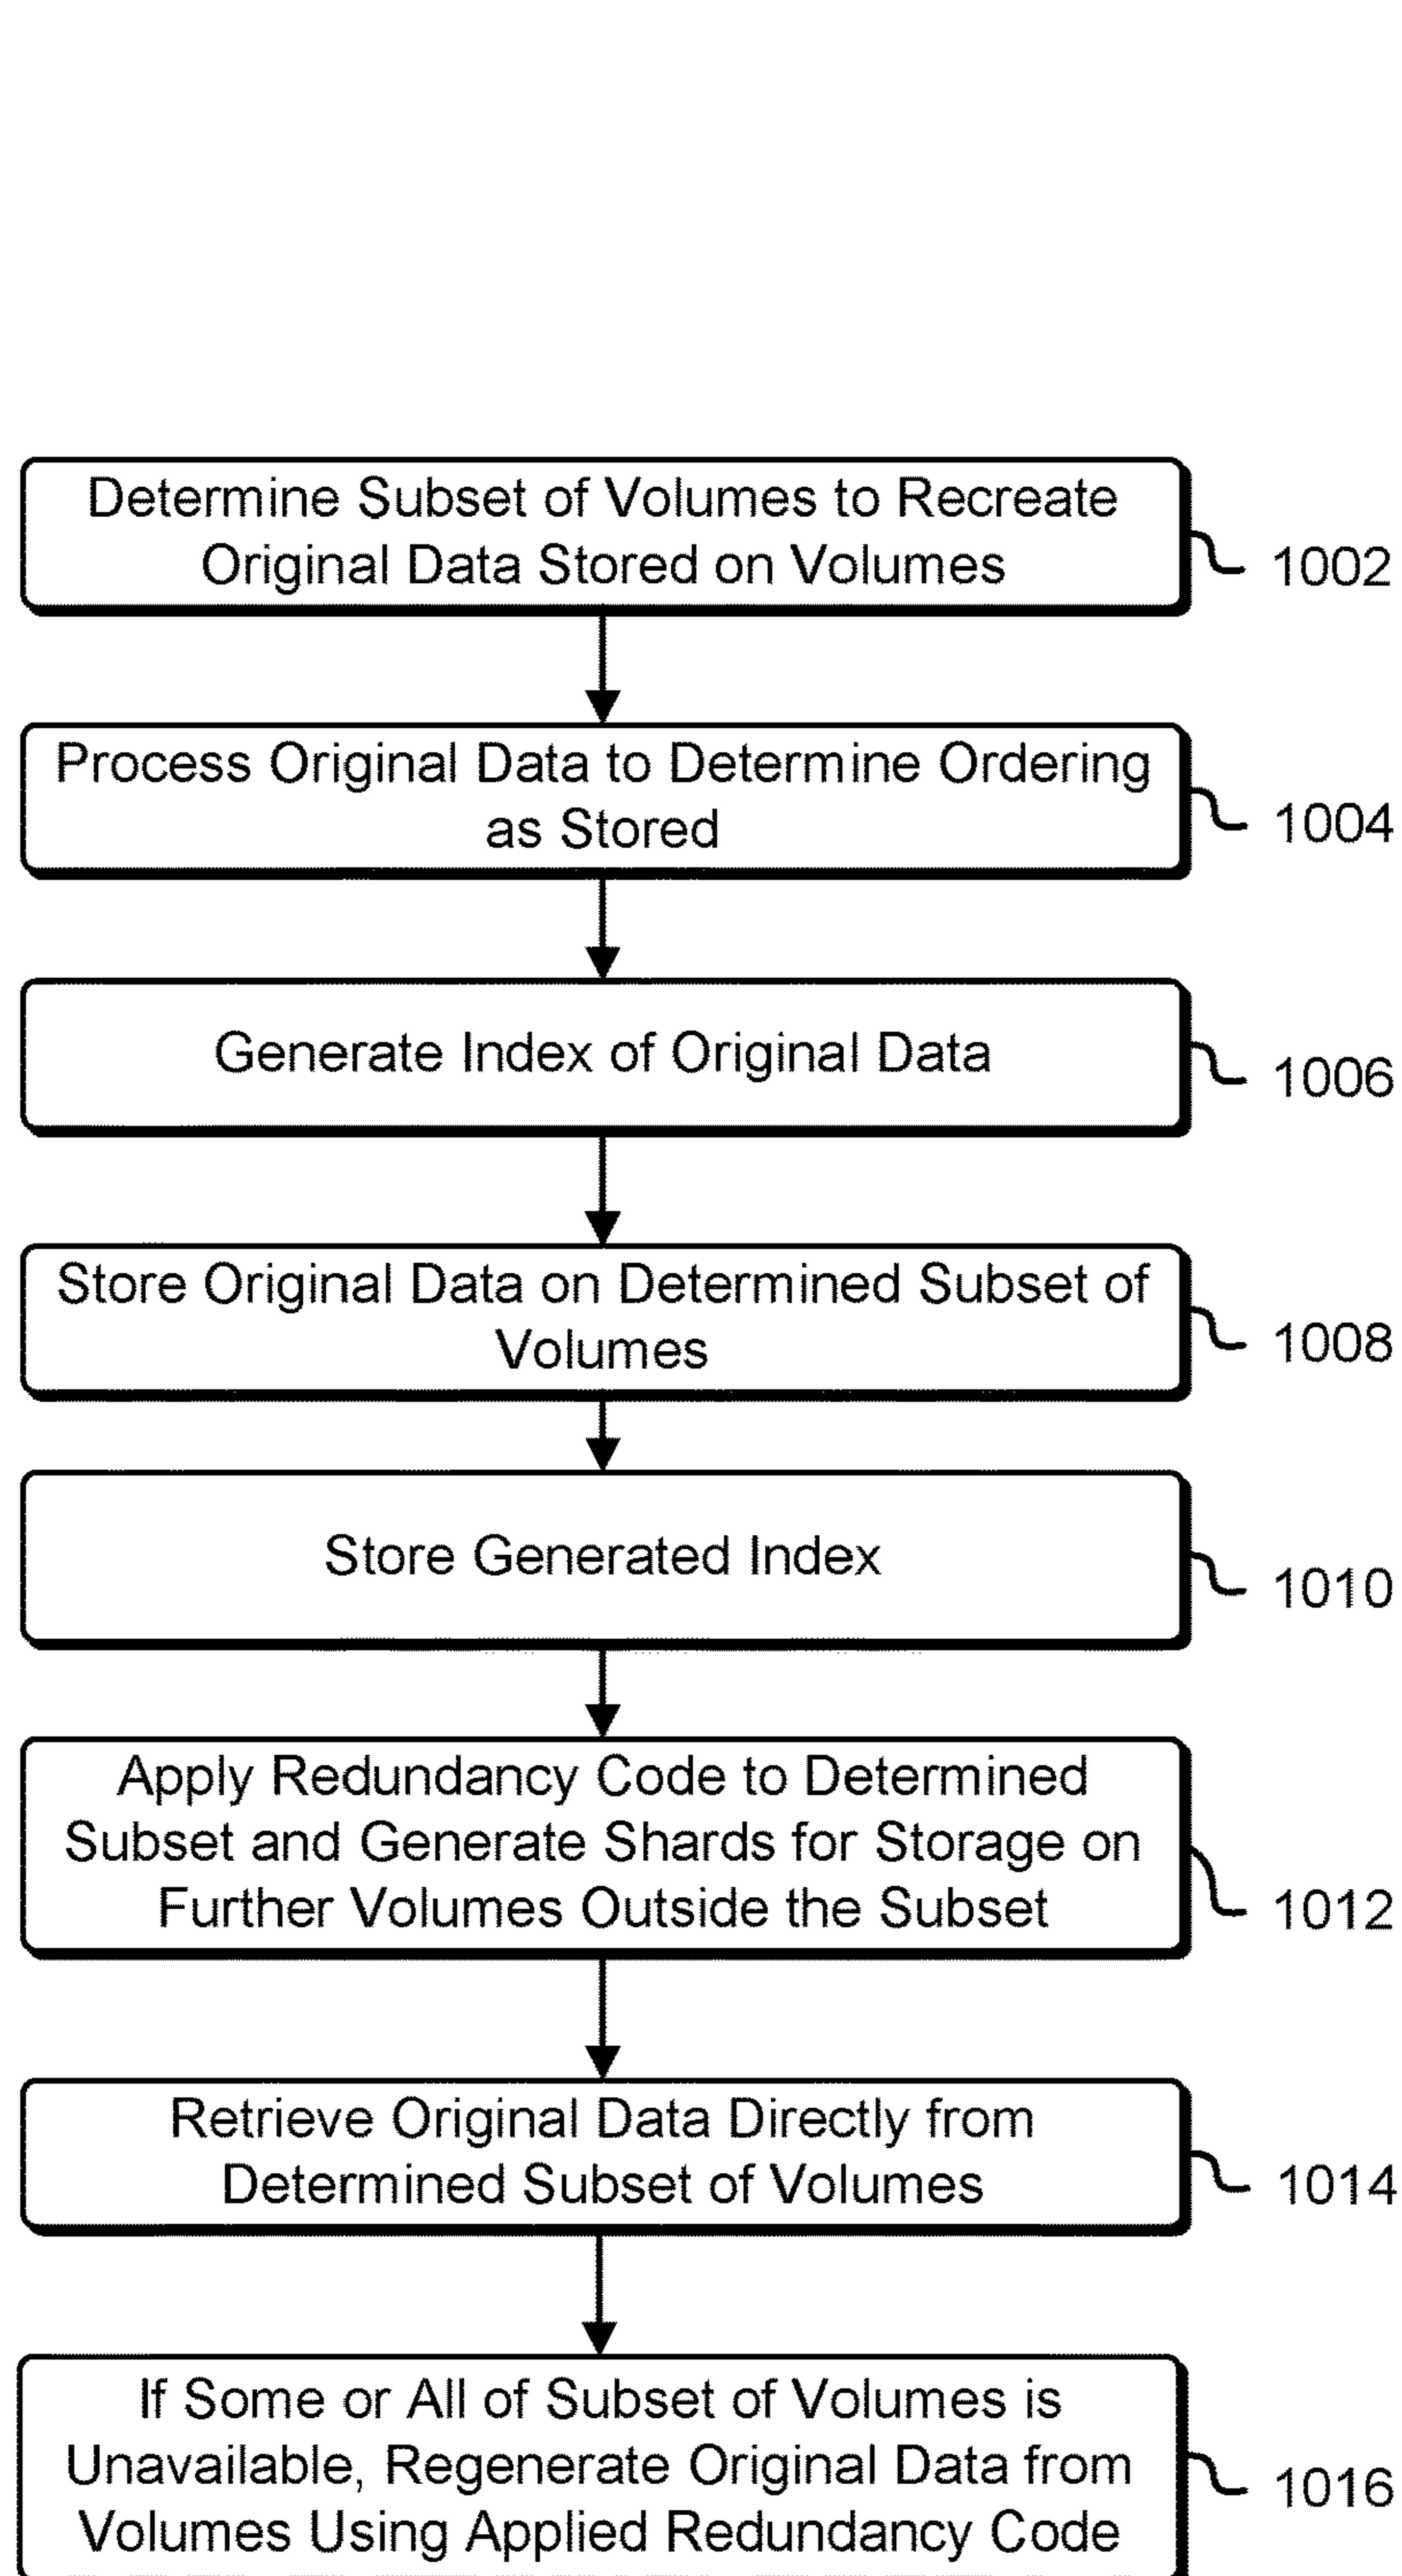 Determine Subset of Volumes to Recreate
Original Data Stored on Volumes
1002
Process Original Data to Determine Ordering
as Stored
1004
Generate Index of Original Data
1006
Store Original Data on Determined Subset of
Volumes
1008
Store Generated Index
1010
Apply Redundancy Code to Determined
Subset and Generate Shards for Storage on
Further Volumes Outside the Subset
1012
Retrieve Original Data Directly from
Determined Subset of Volumes
1014
If Some or All of Subset of Volumes is
Unavailable, Regenerate Original Data from
Volumes Using Applied Redundancy Code
1016